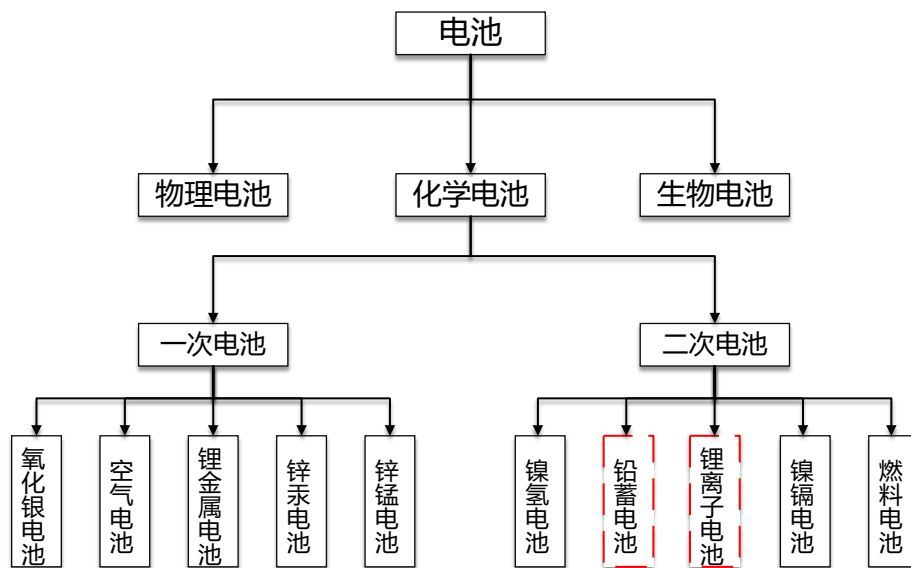 电池
物理电池
化学电池
生物电池
一次电池
二次电池
氧化银电池
空气电池
锂金属电池
锌汞电池
锌锰电池
镍氢电池
铅蓄电池
锂离子电池
镍镉电池
燃料电池